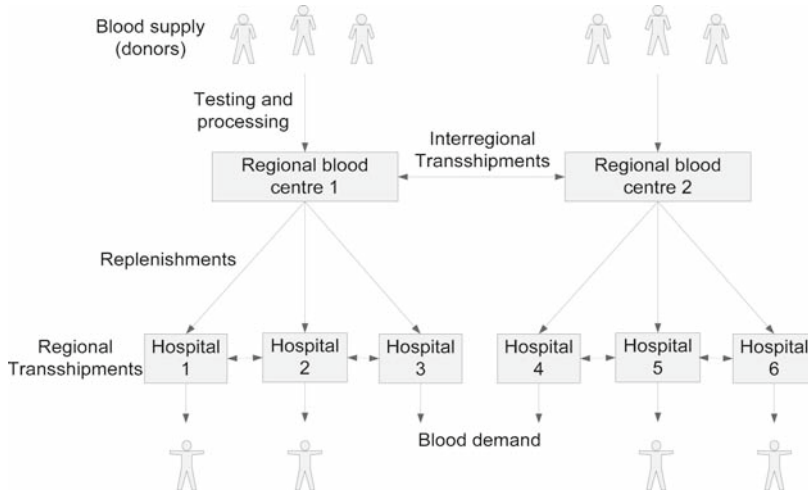 Blood supply
(donors)
Testing and
processing
Interregional
Transshipments
Regional blood
centre 1
Regional blood
centre 2
Replenishments
Regional
Transshipments
Hospital
1
Hospital
2
Hospital
3
Hospital
4
Hospital
5
Hospital
6
Blood demand